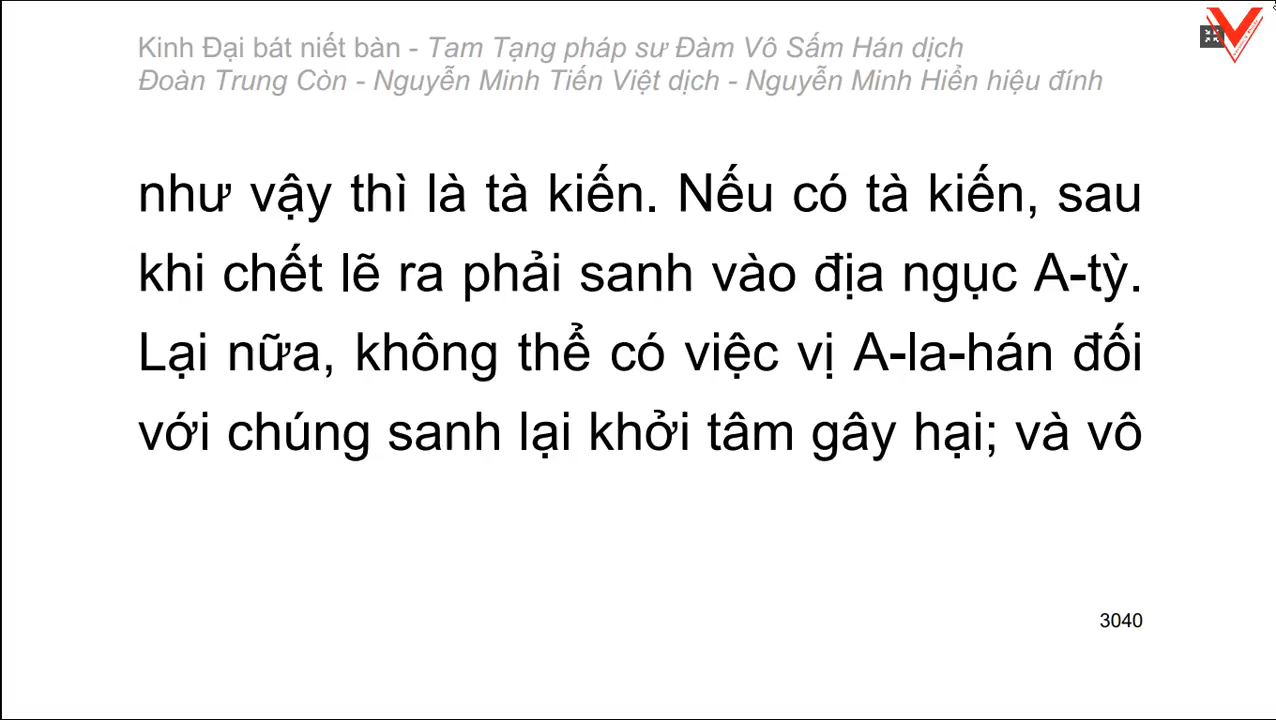 Kinh Đại bát niết bàn - Tam Tạng pháp sư Đàm Vô Sấm Hán dịch
Đoàn Trung Còn - Nguyễn Minh Tiến Việt dịch - Nguyễn Minh Hiển hiệu đính
như vậy thì là tà kiến. Nếu có tà kiến, sau
khi chết lẽ ra phải sanh vào địa ngục A-tỳ.
Lại nữa, không thể có việc vị A-la-hán đối
với chúng sanh lại khởi tâm gây hại; và vô
3040